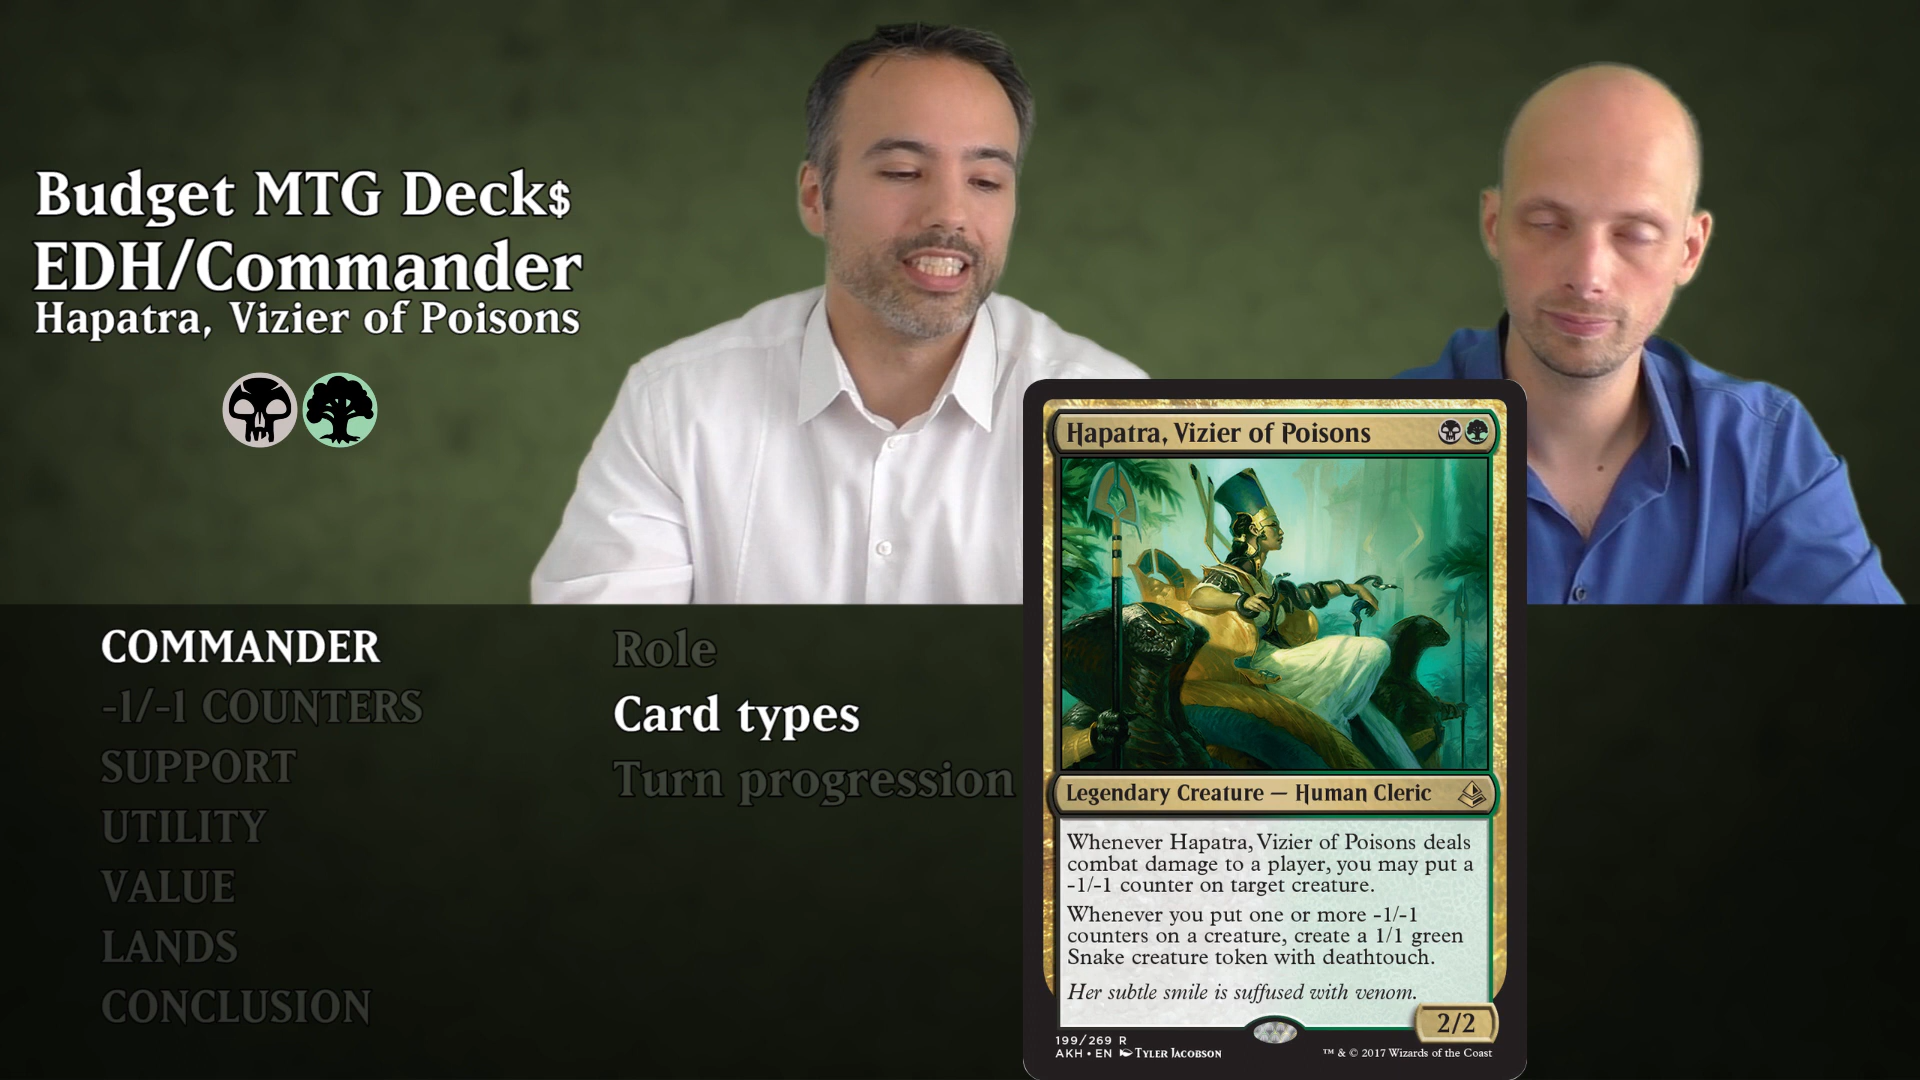 Budget MTG Deck$
EDH/Commander
Hapatra, Vizier of Poisons
COMMANDER
-1/-1 COUNTERS
SUPPORT
UTILITY
VALUE
LANDS
CONCLUSION
Role
Card types
Turn progression
Hapatra, Vizier of Poisons
Legendary Creature — Human Cleric
Whenever Hapatra, Vizier of Poisons deals
combat damage to a player, you may put a
-1/-1 counter on target creature.
Whenever you put one or more -1/-1
counters on a creature, create a 1/1 green
Snake creature token with deathtouch.
Her subtle smile is suffused with venom.
2/2
199/269 R
AKH • EN Tyler Jacobson
™ & © 2017 Wizards of the Coast